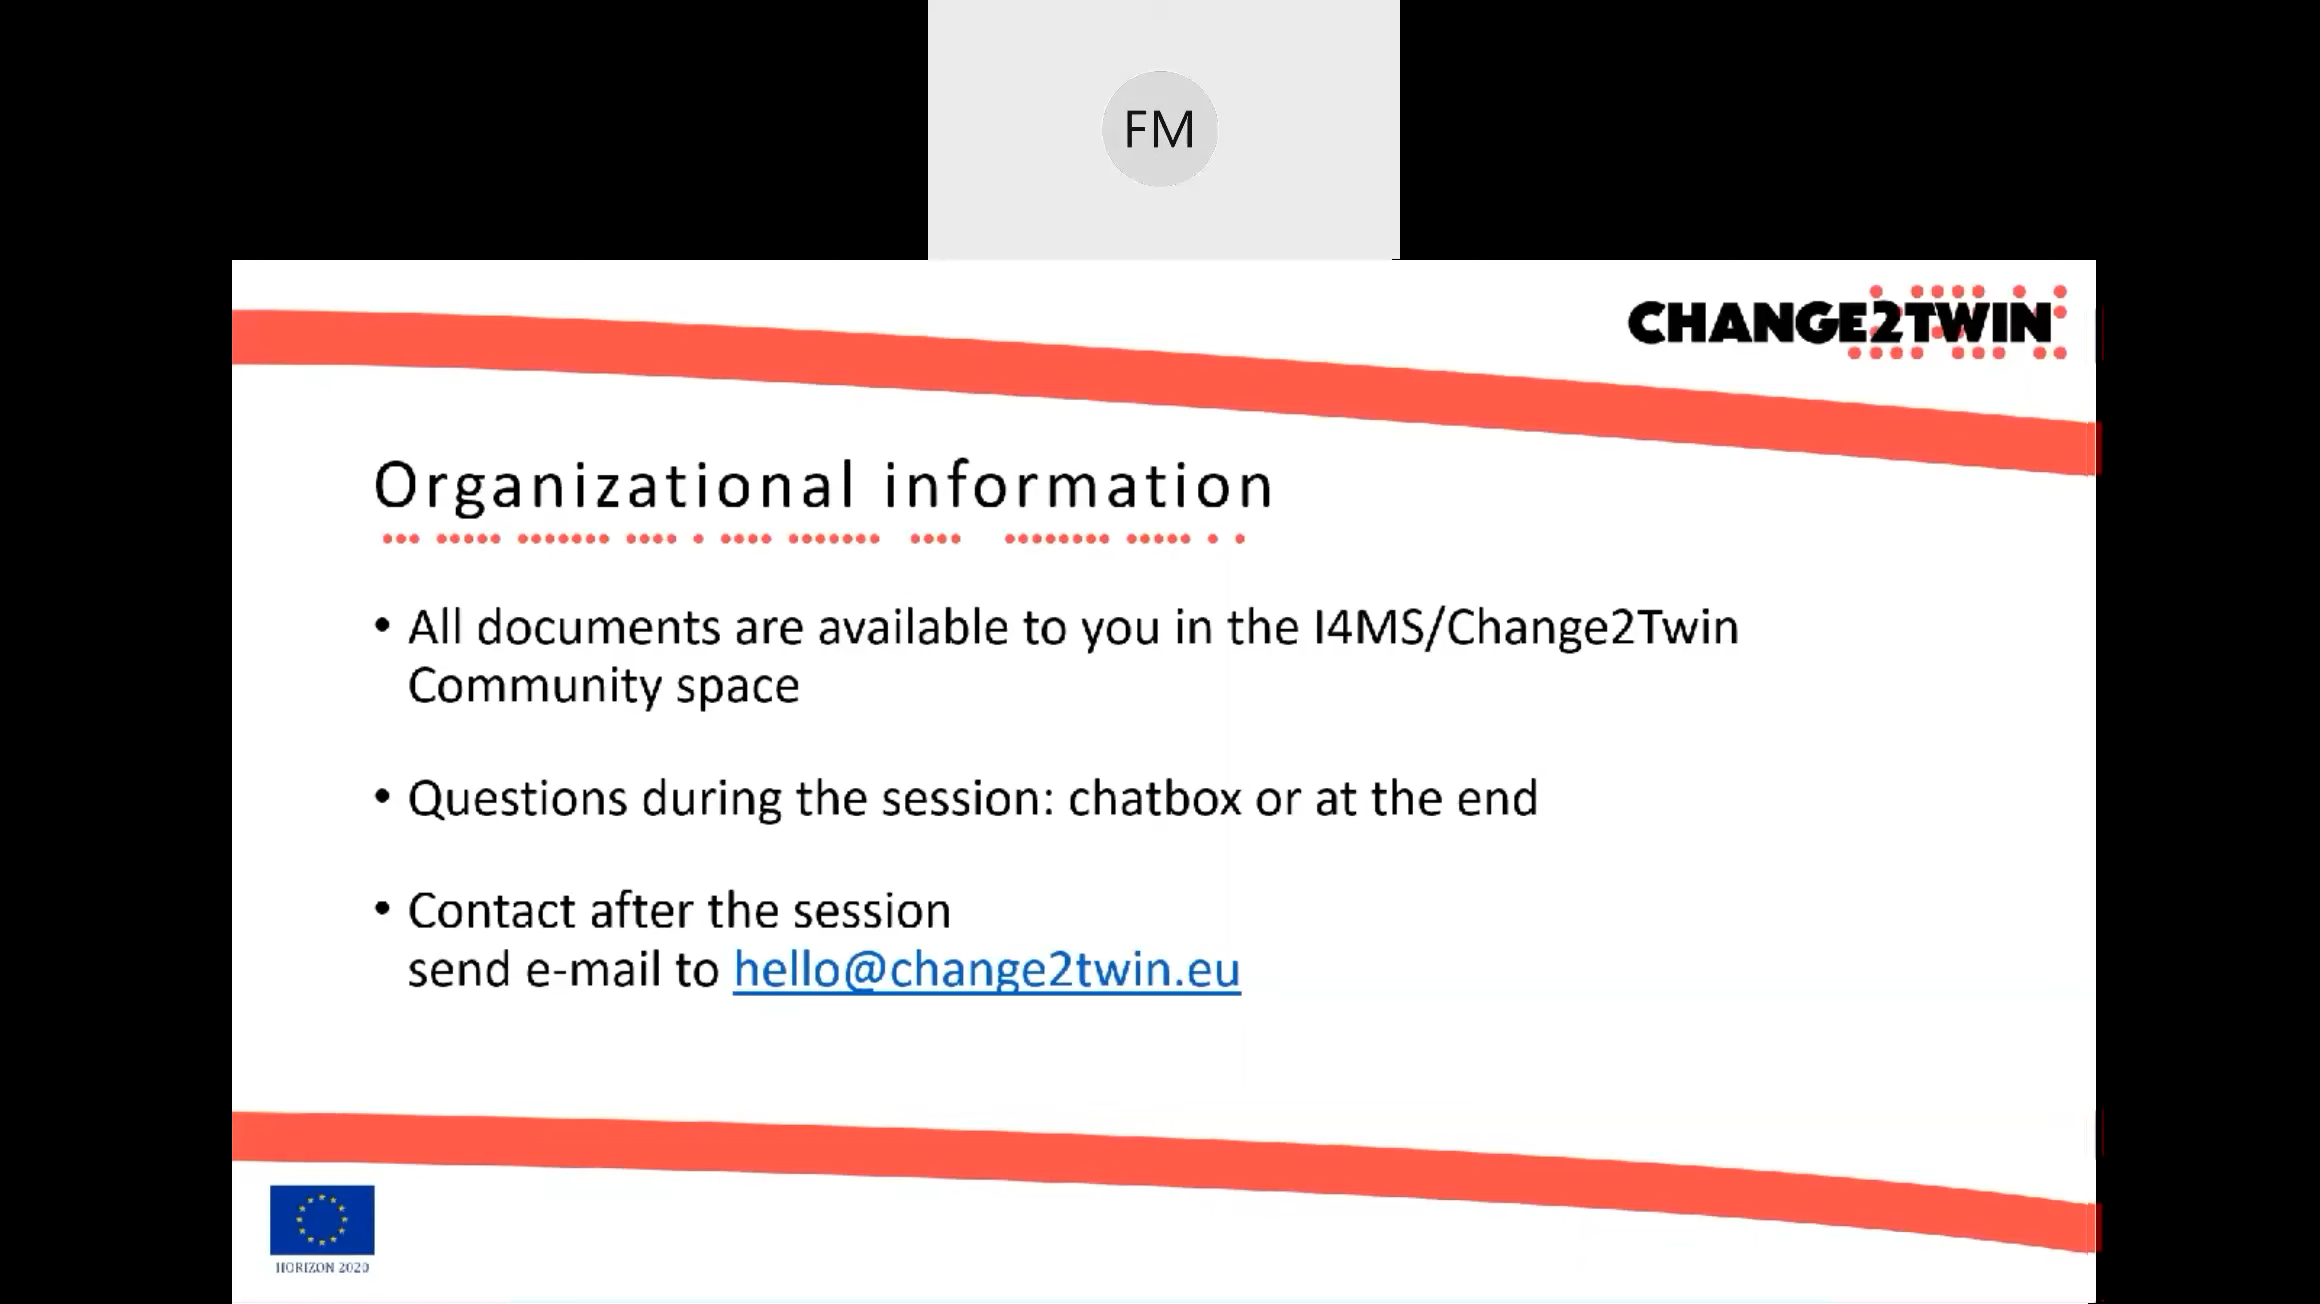 FM
CHANGE2TWIN
Organizational information
• All documents are available to you in the I4MS/Change2Twin
Community space
• Questions during the session: chatbox or at the end
• Contact after the session
send e-mail to hello@change2twin.eu
HORIZON 2020